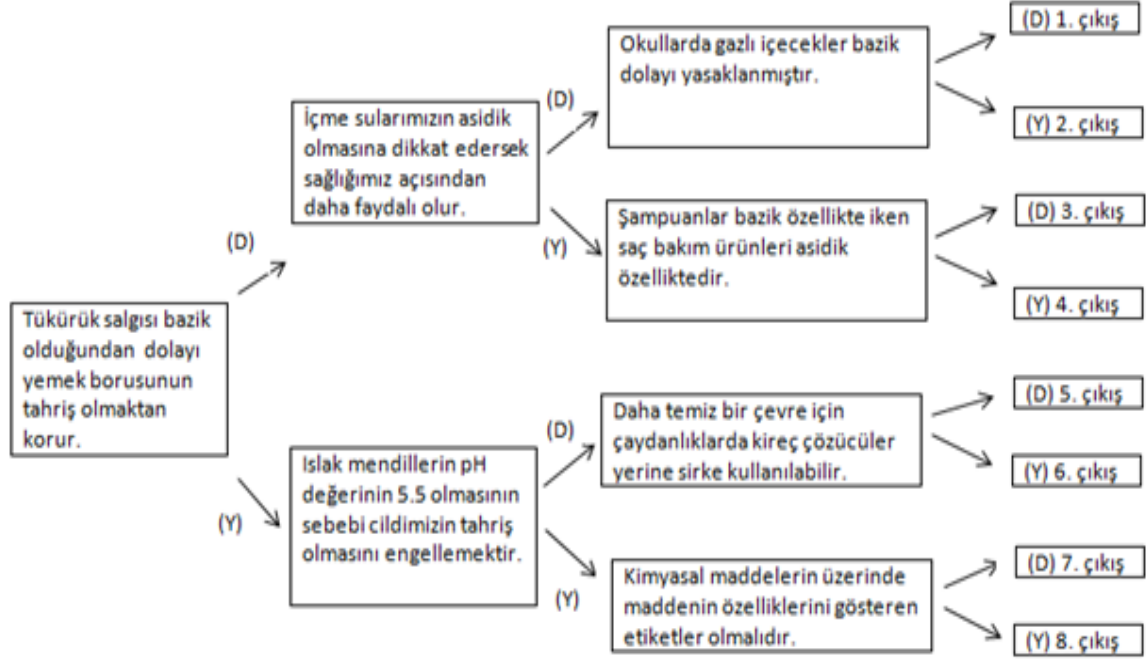 Tükürük salgısı bazik
olduğundan dolayı
yemek borusunun
tahriş olmaktan
korur.
(D)
(Y)
İçme sularımızın asidik
olmasına dikkat edersek
sağlığımız açısından
daha faydalı olur.
(D)
(Y)
Islak mendillerin pH
değerinin 5.5 olmasının
sebebi cildimizin tahriş
olmasını engellemektir.
(D)
(Y)
Okullarda gazlı içecekler bazik
dolayı yasaklanmıştır.
Şampuanlar bazik özellikte iken
saç bakım ürünleri asidik
özelliktedir.
Daha temiz bir çevre için
çaydanlıklarda kireç çözücüler
yerine sirke kullanılabilir.
Kimyasal maddelerin üzerinde
maddenin özelliklerini gösteren
etiketler olmalıdır.
(D) 1. çıkış
(Y) 2. çıkış
(D) 3. çıkış
(Y) 4. çıkış
(D) 5. çıkış
(Y) 6. çıkış
(D) 7. çıkış
(Y) 8. çıkış